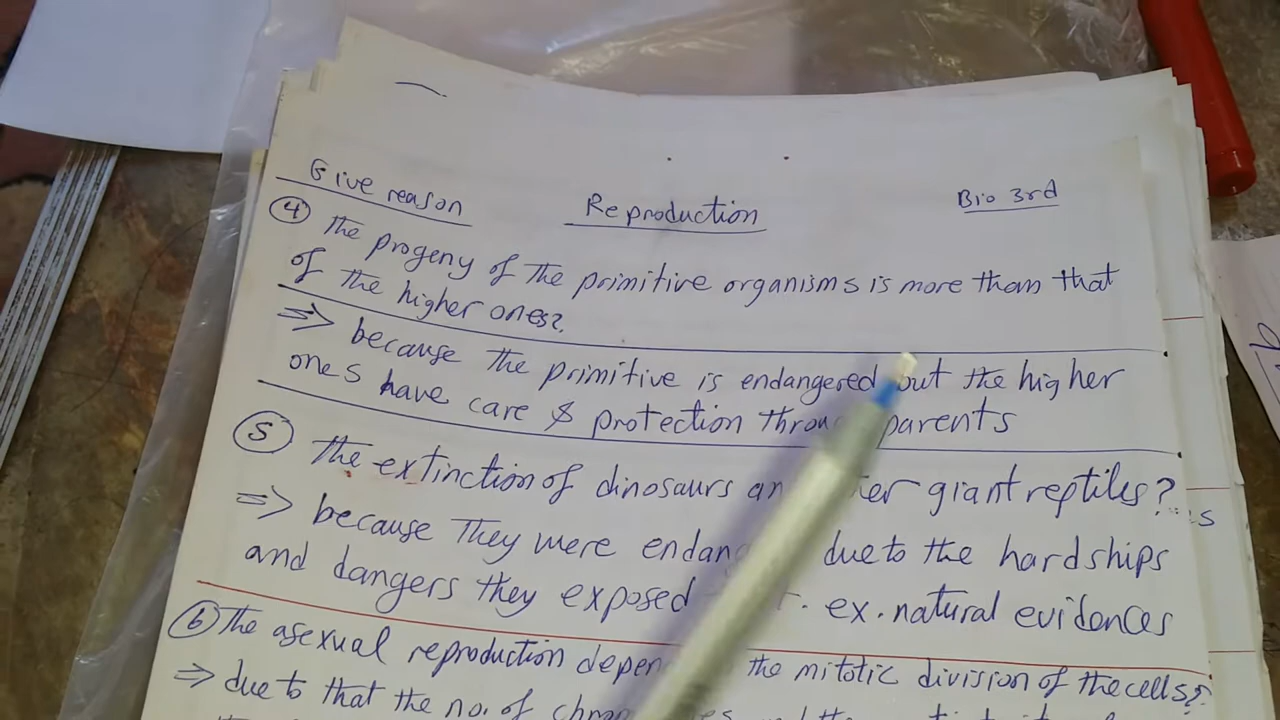 Give reason Reproduction Bio 3rd
④ The progeny of the primitive organisms is more than that
of the higher ones?
⇒ because the primitive is endangered but the higher
ones have care & protection throu parents
⑤ The extinction of dinosaurs an giant reptiles?
⇒ because They were endan due to the hardships
and dangers they exposed ex. natural evidences
⑥ The asexual reproduction depen the mitotic division of the cells?
⇒ due to that the no. of